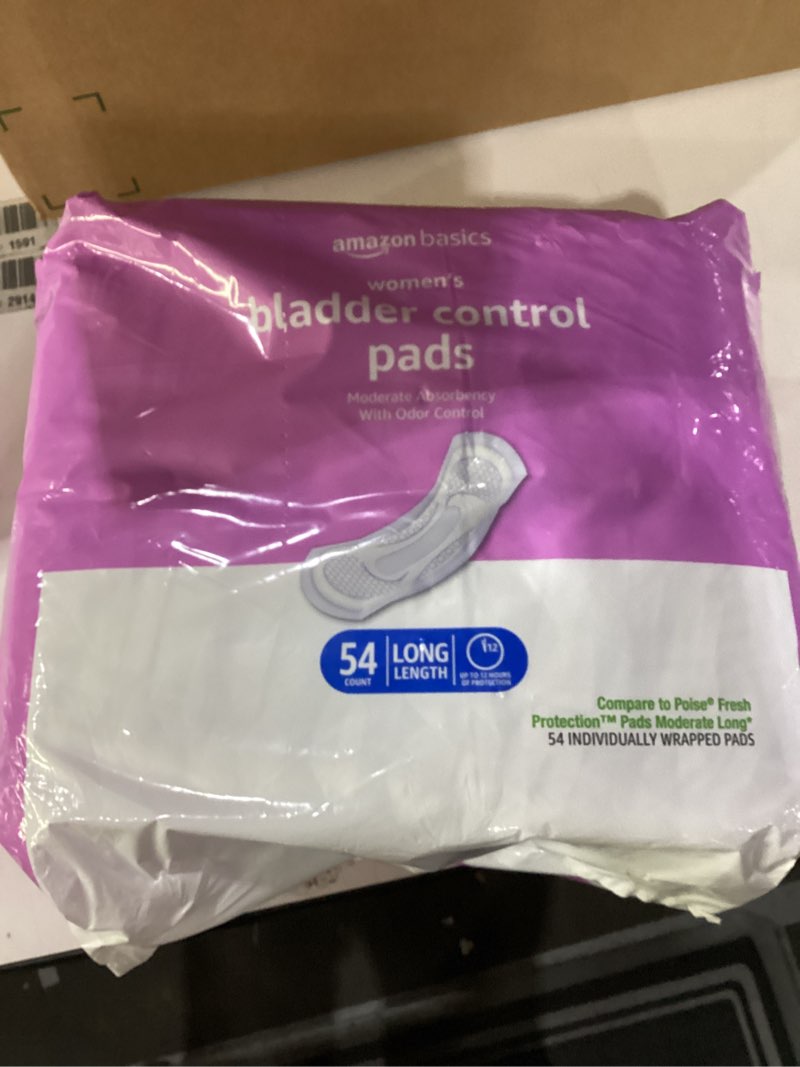 1591
amazon basics
women's
bladder control
pads
Moderate Absorbency
With Odor Control
54
COUNT
LONG
LENGTH
12
UP TO 12 HOURS
OF PROTECTION
Compare to Poise® Fresh
Protection™ Pads Moderate Long*
54 INDIVIDUALLY WRAPPED PADS